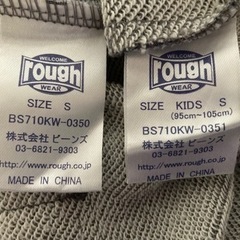 WELCOME
rough
WEAR
SIZE S
BS710KW-0350
株式会社 ビーンズ
03-6821-9303
http://www.rough.co.jp
MADE IN CHINA
WELCOME
rough
WEAR
SIZE KIDS S
(95cm~105cm)
BS710KW-0351
株式会社 ビーンズ
03-6821-9303
http://www.rough.co.jp
MADE IN CHINA